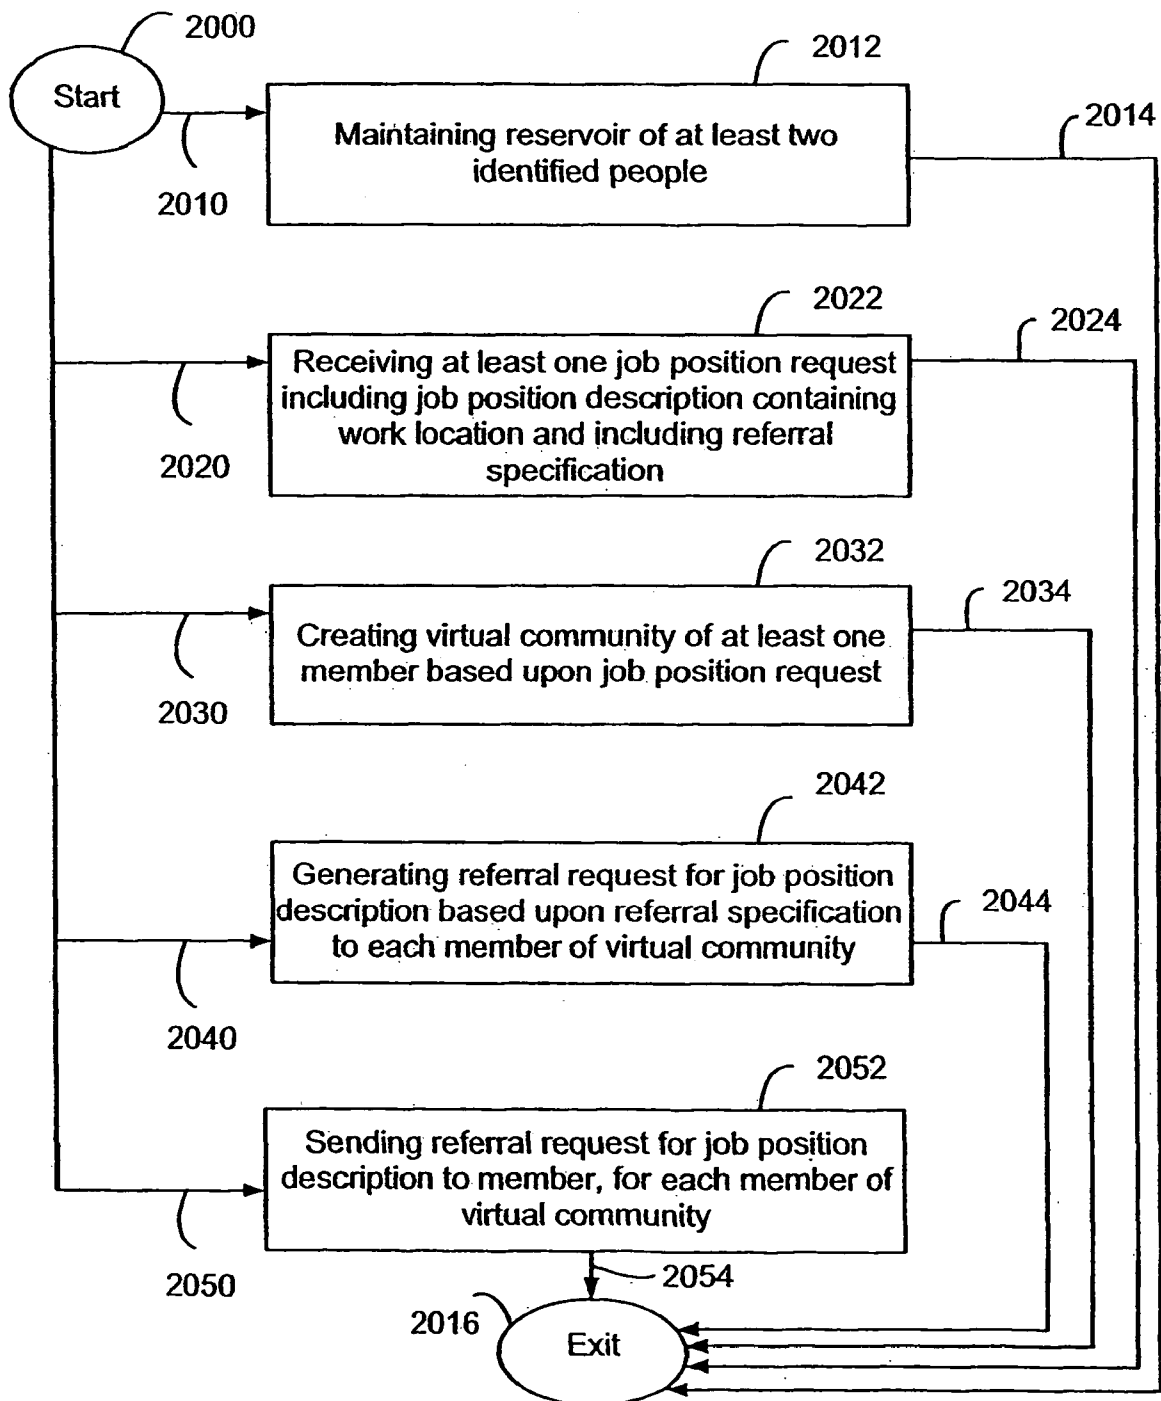 2000
Start
2010
2012
Maintaining reservoir of at least two
identified people
2014
2022
Receiving at least one job position request
including job position description containing
work location and including referral
specification
2024
2020
2032
Creating virtual community of at least one
member based upon job position request
2034
2030
2042
Generating referral request for job position
description based upon referral specification
to each member of virtual community
2044
2040
2052
Sending referral request for job position
description to member, for each member of
virtual community
2050
2054
2016
Exit